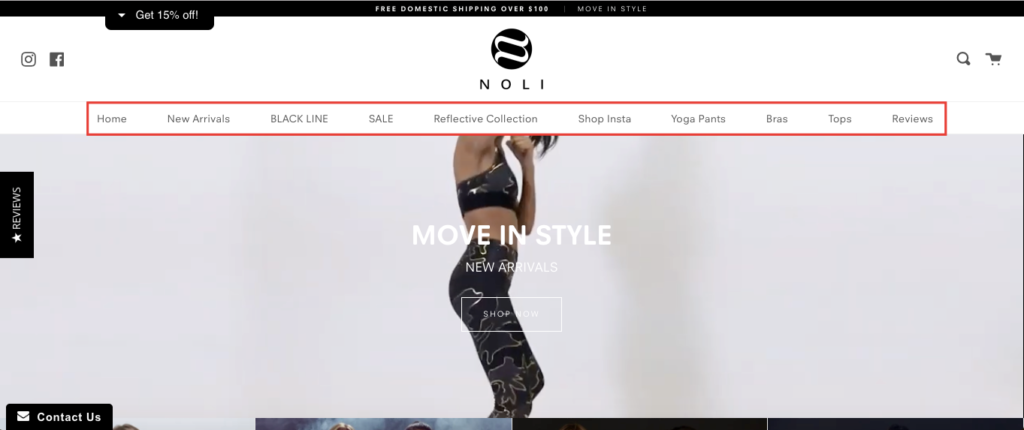 FREE DOMESTIC SHIPPING OVER $100 | MOVE IN STYLE
Get 15% off!
NOLI
Home New Arrivals BLACK LINE SALE Reflective Collection Shop Insta Yoga Pants Bras Tops Reviews
★ REVIEWS
MOVE IN STYLE
NEW ARRIVALS
SHOP NOW
Contact Us